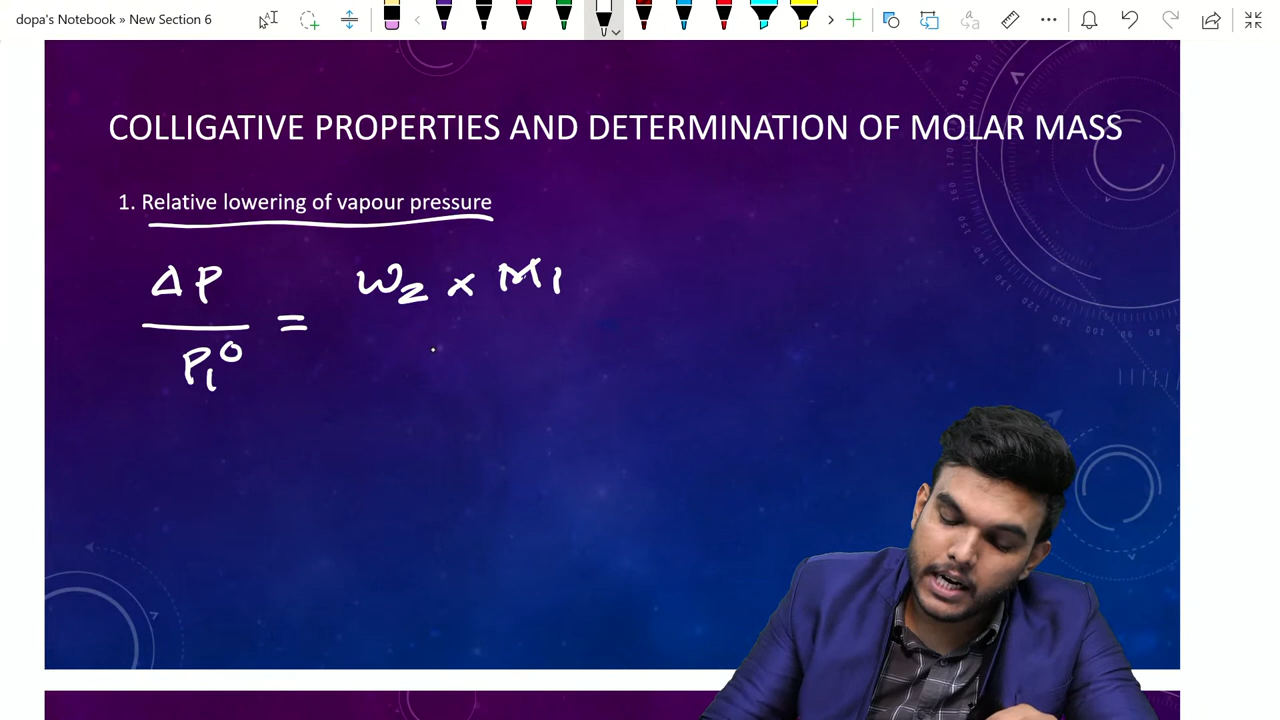 dopa's Notebook » New Section 6
COLLIGATIVE PROPERTIES AND DETERMINATION OF MOLAR MASS
1. Relative lowering of vapour pressure
ΔP / P₁⁰ = W₂ × M₁